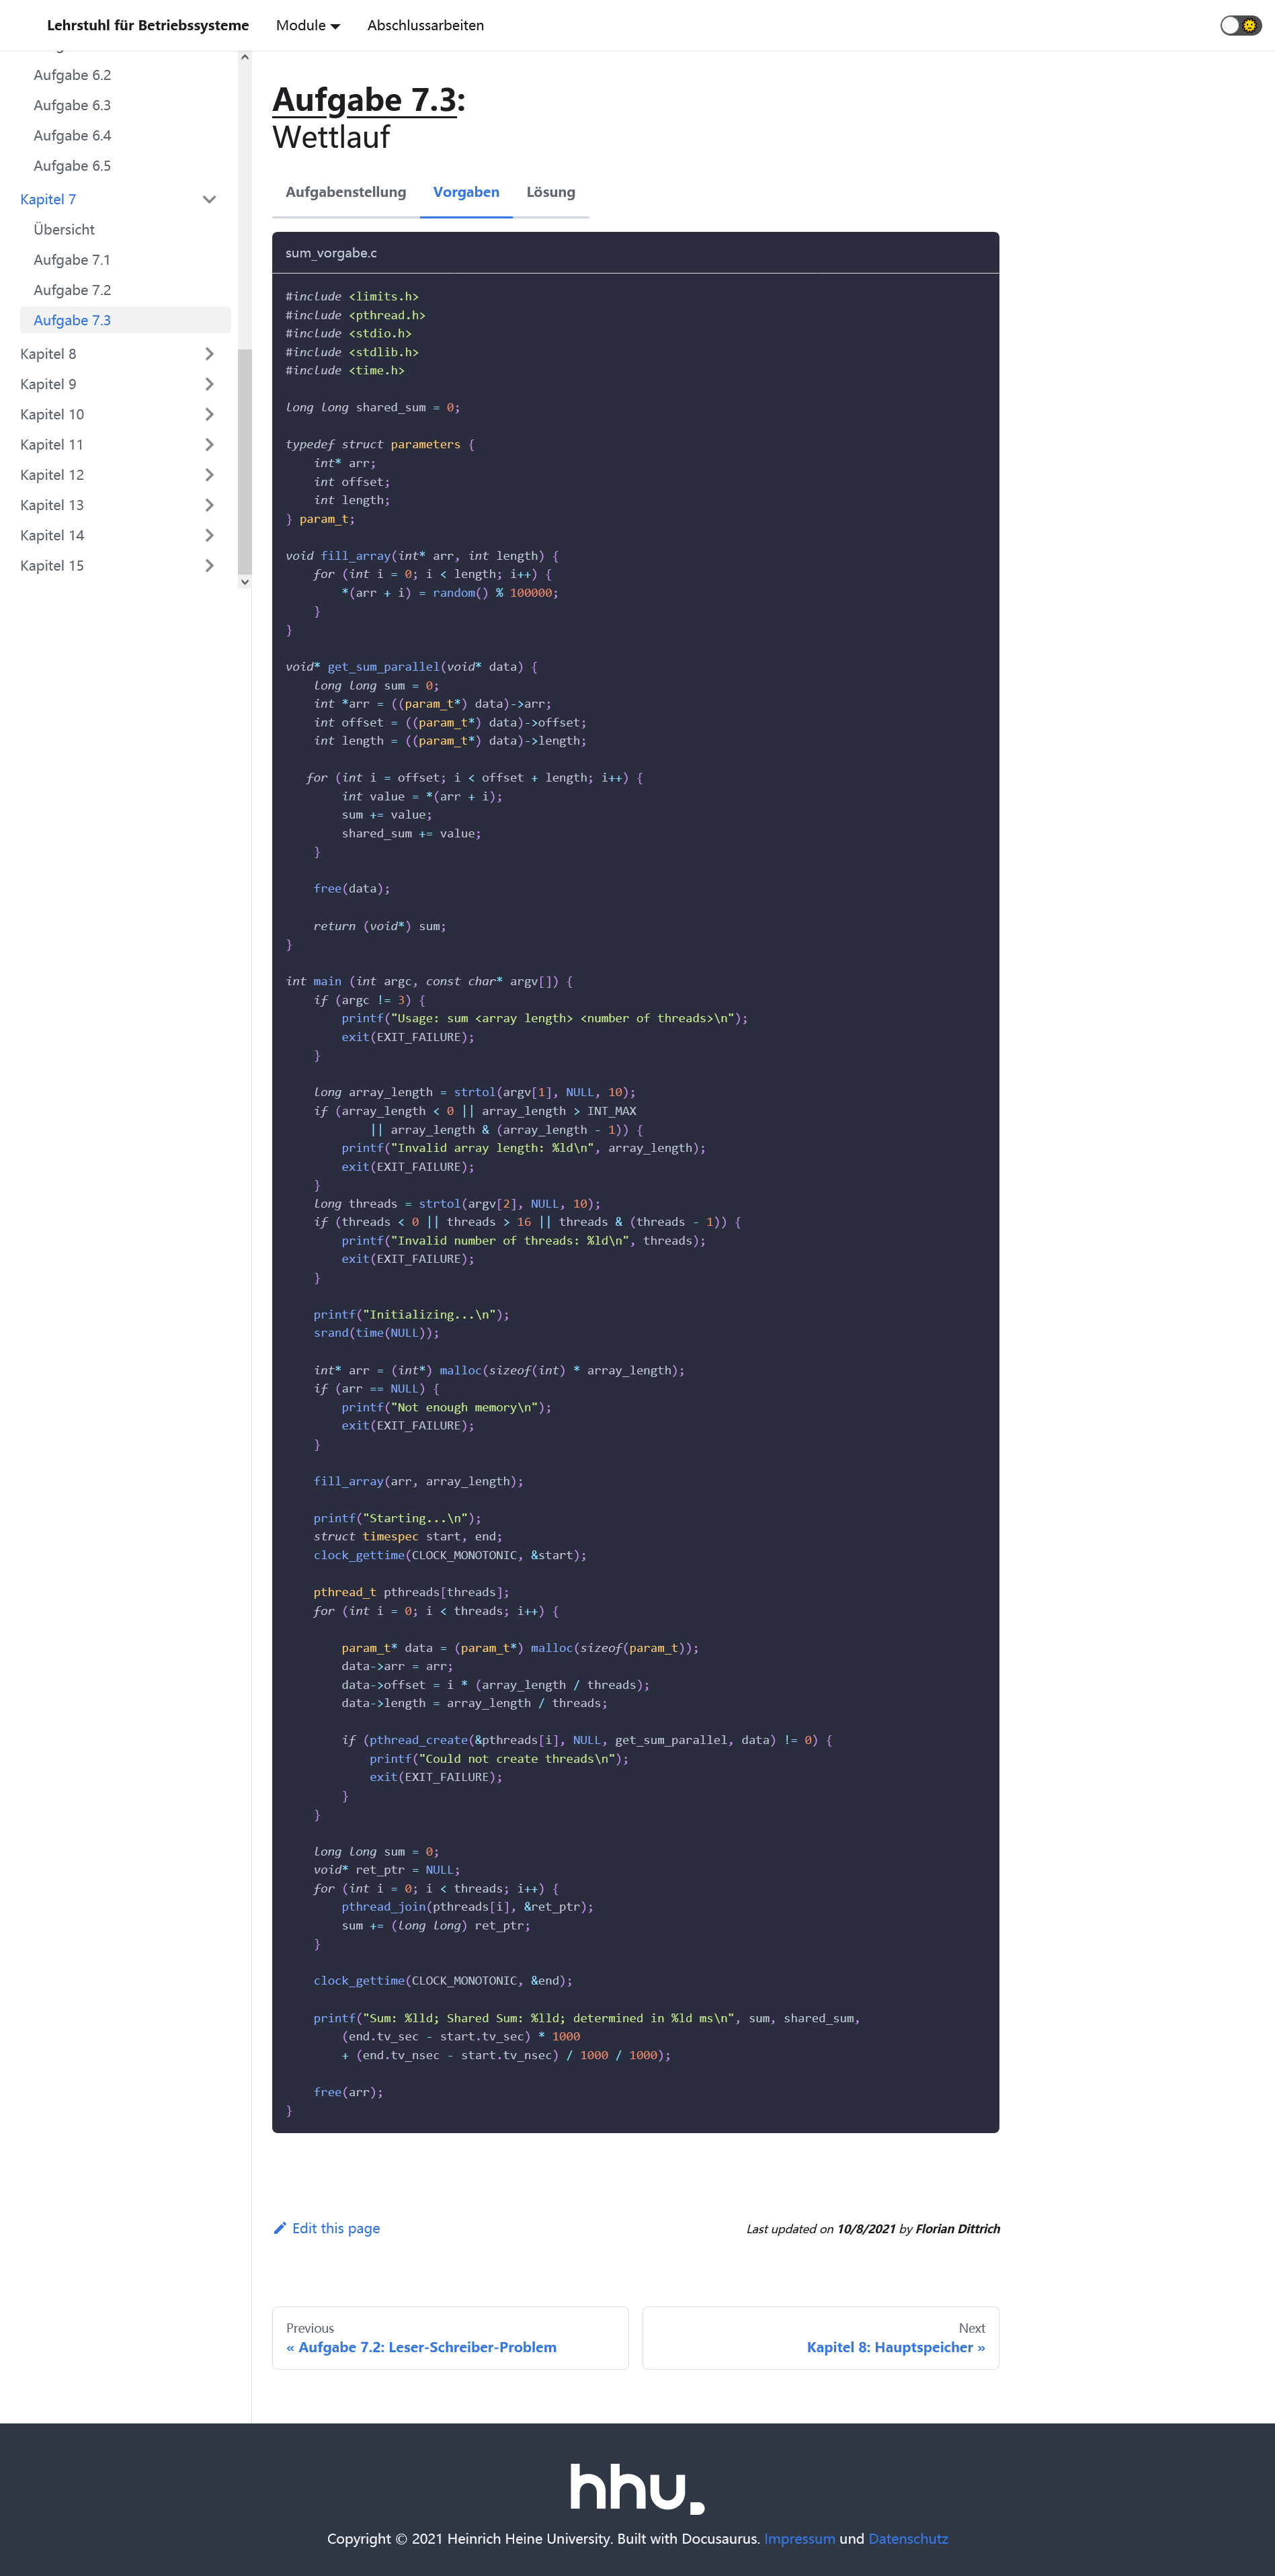 Lehrstuhl für Betriebssysteme Module Abschlussarbeiten
Aufgabe 6.2
Aufgabe 6.3
Aufgabe 6.4
Aufgabe 6.5
Kapitel 7
Übersicht
Aufgabe 7.1
Aufgabe 7.2
Aufgabe 7.3
Kapitel 8
Kapitel 9
Kapitel 10
Kapitel 11
Kapitel 12
Kapitel 13
Kapitel 14
Kapitel 15
Aufgabe 7.3:
Wettlauf
Aufgabenstellung Vorgaben Lösung
sum_vorgabe.c
#include <limits.h>
#include <pthread.h>
#include <stdio.h>
#include <stdlib.h>
#include <time.h>
long long shared_sum = 0;
typedef struct parameters {
    int* arr;
    int offset;
    int length;
} param_t;
void fill_array(int* arr, int length) {
    for (int i = 0; i < length; i++) {
        *(arr + i) = random() % 100000;
    }
}
void* get_sum_parallel(void* data) {
    long long sum = 0;
    int *arr = ((param_t*) data)->arr;
    int offset = ((param_t*) data)->offset;
    int length = ((param_t*) data)->length;
   for (int i = offset; i < offset + length; i++) {
        int value = *(arr + i);
        sum += value;
        shared_sum += value;
    }
    free(data);
    return (void*) sum;
}
int main (int argc, const char* argv[]) {
    if (argc != 3) {
        printf("Usage: sum <array length> <number of threads>\n");
        exit(EXIT_FAILURE);
    }
    long array_length = strtol(argv[1], NULL, 10);
    if (array_length < 0 || array_length > INT_MAX
            || array_length & (array_length - 1)) {
        printf("Invalid array length: %ld\n", array_length);
        exit(EXIT_FAILURE);
    }
    long threads = strtol(argv[2], NULL, 10);
    if (threads < 0 || threads > 16 || threads & (threads - 1)) {
        printf("Invalid number of threads: %ld\n", threads);
        exit(EXIT_FAILURE);
    }
    printf("Initializing...\n");
    srand(time(NULL));
    int* arr = (int*) malloc(sizeof(int) * array_length);
    if (arr == NULL) {
        printf("Not enough memory\n");
        exit(EXIT_FAILURE);
    }
    fill_array(arr, array_length);
    printf("Starting...\n");
    struct timespec start, end;
    clock_gettime(CLOCK_MONOTONIC, &start);
    pthread_t pthreads[threads];
    for (int i = 0; i < threads; i++) {
        param_t* data = (param_t*) malloc(sizeof(param_t));
        data->arr = arr;
        data->offset = i * (array_length / threads);
        data->length = array_length / threads;
        if (pthread_create(&pthreads[i], NULL, get_sum_parallel, data) != 0) {
            printf("Could not create threads\n");
            exit(EXIT_FAILURE);
        }
    }
    long long sum = 0;
    void* ret_ptr = NULL;
    for (int i = 0; i < threads; i++) {
        pthread_join(pthreads[i], &ret_ptr);
        sum += (long long) ret_ptr;
    }
    clock_gettime(CLOCK_MONOTONIC, &end);
    printf("Sum: %lld; Shared Sum: %lld; determined in %ld ms\n", sum, shared_sum,
        (end.tv_sec - start.tv_sec) * 1000
        + (end.tv_nsec - start.tv_nsec) / 1000 / 1000);
    free(arr);
}
Edit this page
Last updated on 10/8/2021 by Florian Dittrich
Previous
« Aufgabe 7.2: Leser-Schreiber-Problem
Next
Kapitel 8: Hauptspeicher »
hhu.
Copyright © 2021 Heinrich Heine University. Built with Docusaurus. Impressum und Datenschutz